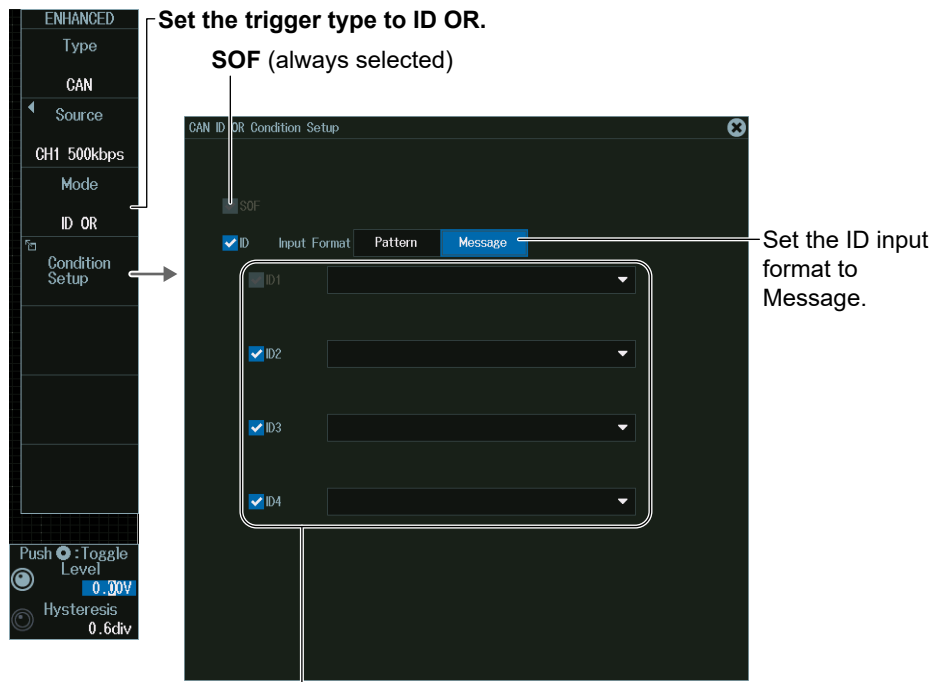 ENHANCED
Type
CAN
Source
CH1 500kbps
Mode
ID OR
Condition
Setup
Push :Toggle
Level
0.00V
Hysteresis
0.6div
Set the trigger type to ID OR.
SOF (always selected)
CAN ID OR Condition Setup
SOF
ID Input Format Pattern Message
ID1
ID2
ID3
ID4
Set the ID input
format to
Message.